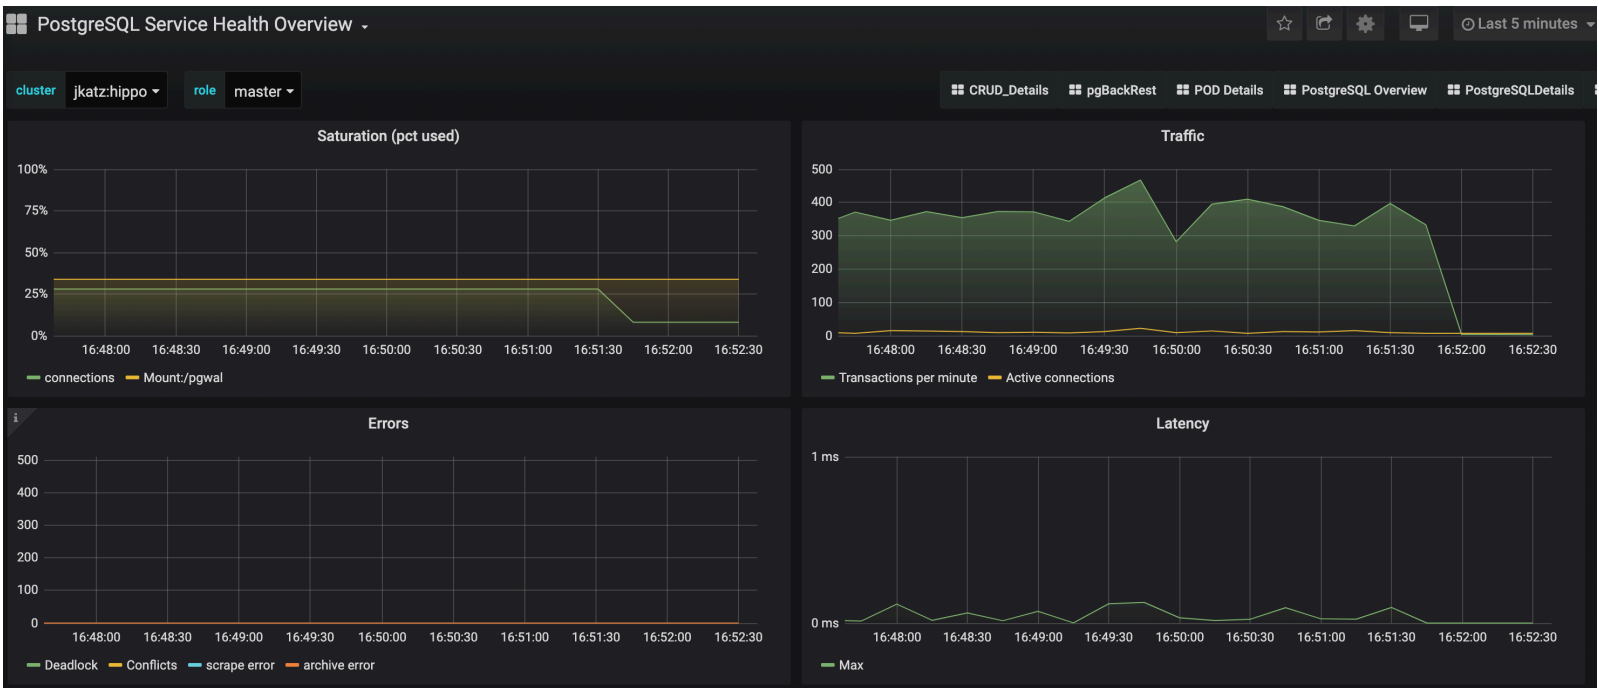 PostgreSQL Service Health Overview
Last 5 minutes
cluster jkatz:hippo role master
CRUD_Details pgBackRest POD Details PostgreSQL Overview PostgreSQLDetails
Saturation (pct used)
100%
75%
50%
25%
0%
16:48:00 16:48:30 16:49:00 16:49:30 16:50:00 16:50:30 16:51:00 16:51:30 16:52:00 16:52:30
connections Mount:/pgwal
Traffic
500
400
300
200
100
0
16:48:00 16:48:30 16:49:00 16:49:30 16:50:00 16:50:30 16:51:00 16:51:30 16:52:00 16:52:30
Transactions per minute Active connections
i
Errors
500
400
300
200
100
0
16:48:00 16:48:30 16:49:00 16:49:30 16:50:00 16:50:30 16:51:00 16:51:30 16:52:00 16:52:30
Deadlock Conflicts scrape error archive error
Latency
1 ms
0 ms
16:48:00 16:48:30 16:49:00 16:49:30 16:50:00 16:50:30 16:51:00 16:51:30 16:52:00 16:52:30
Max